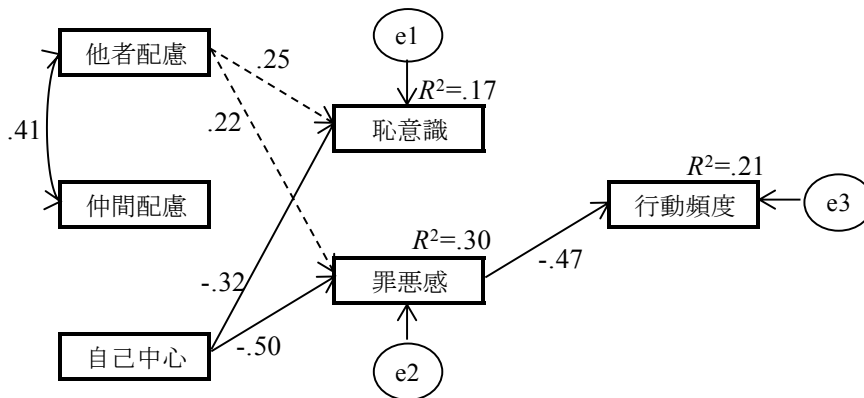 他者配慮
仲間配慮
自己中心
.41
.25
.22
-.32
-.50
e1
R²=.17
恥意識
R²=.30
罪悪感
e2
-.47
R²=.21
行動頻度
e3